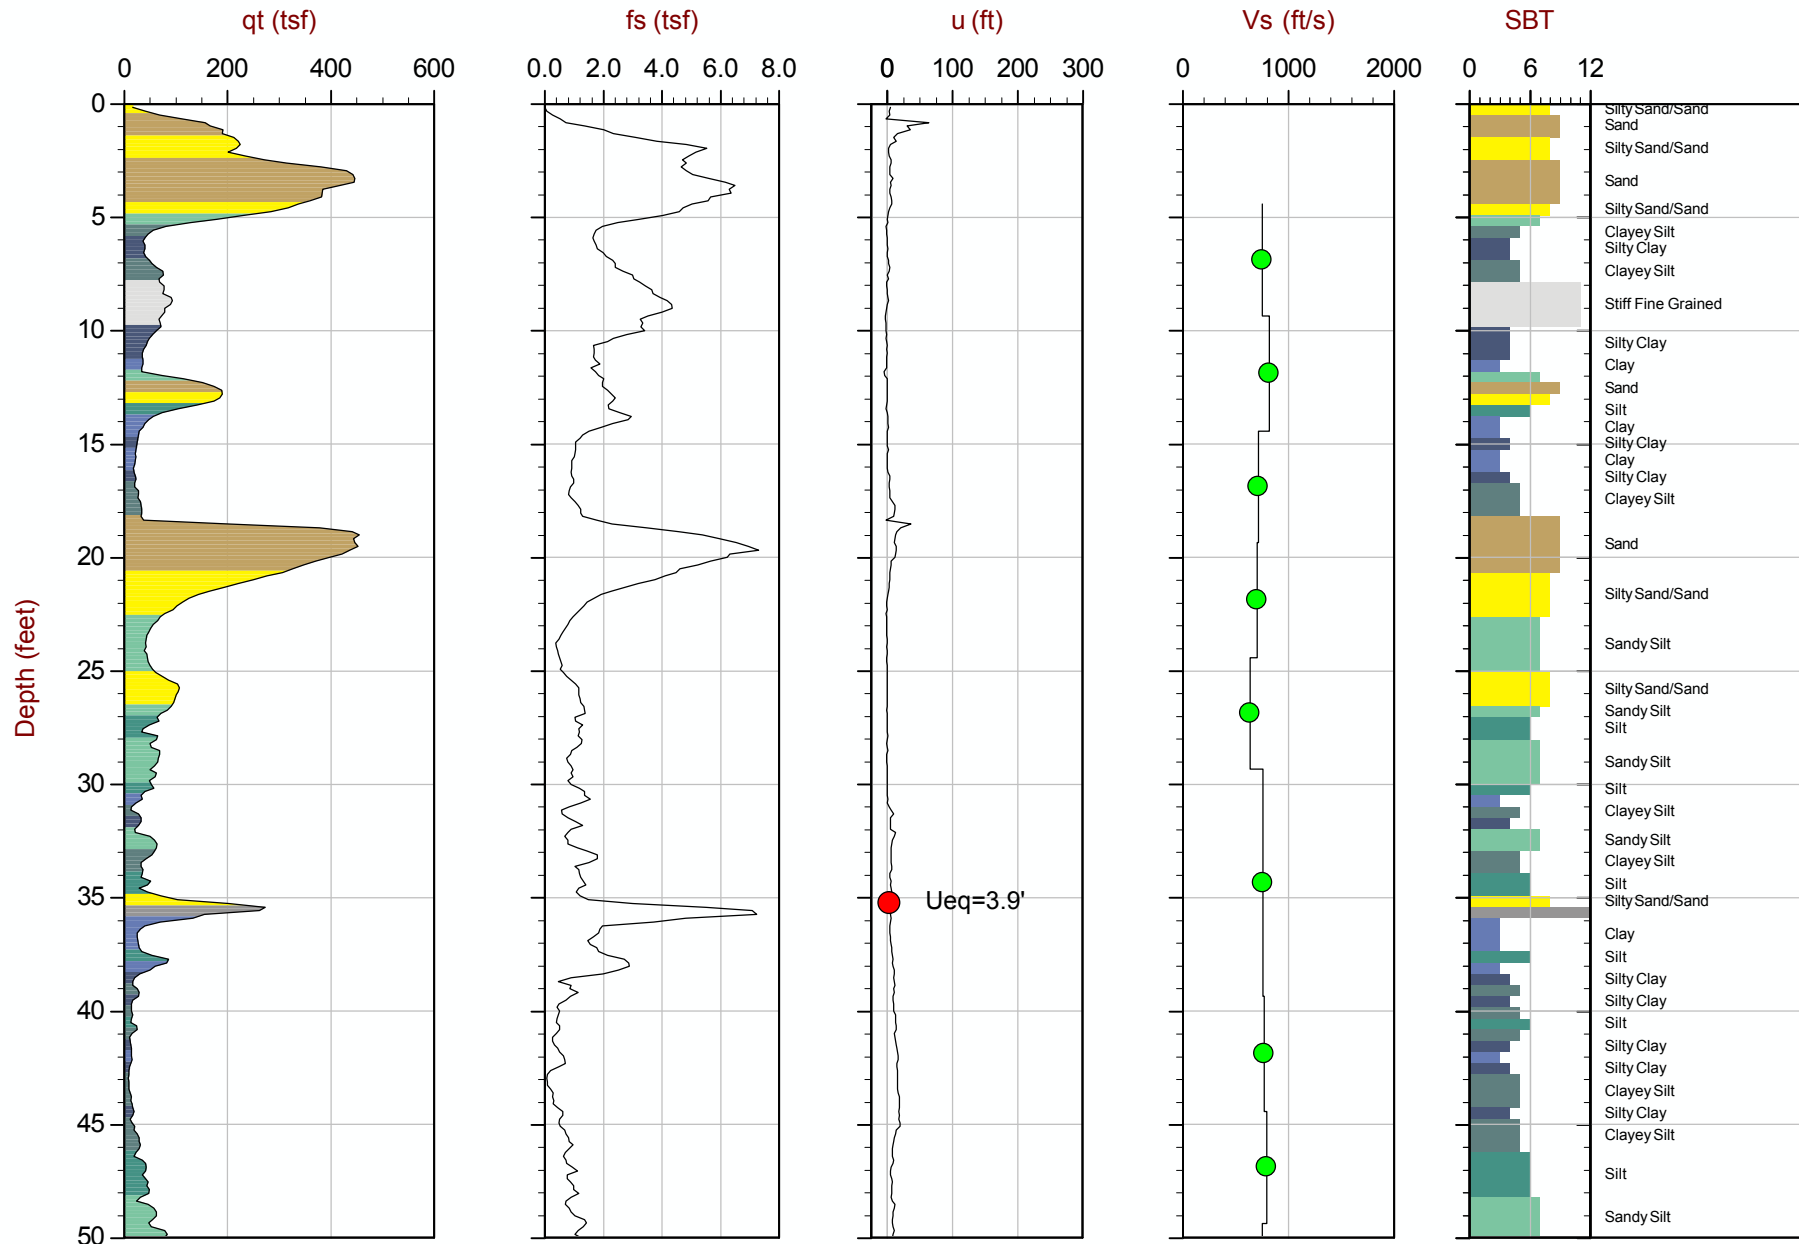 qt (tsf) fs (tsf) u (ft) Vs (ft/s) SBT
0 200 400 600 0.0 2.0 4.0 6.0 8.0 0 100 200 300 0 1000 2000 0 6 12
0
Silty Sand/Sand
Sand
Silty Sand/Sand
Sand
Silty Sand/Sand
5
Clayey Silt
Silty Clay
Clayey Silt
Stiff Fine Grained
10
Silty Clay
Clay
Sand
Silt
Clay
15
Silty Clay
Clay
Silty Clay
Clayey Silt
Sand
20
Silty Sand/Sand
Depth (feet)
Sandy Silt
25
Silty Sand/Sand
Sandy Silt
Silt
Sandy Silt
30
Silt
Clayey Silt
Sandy Silt
Clayey Silt
Silt
35
Ueq=3.9'
Silty Sand/Sand
Clay
Silt
Silty Clay
Silty Clay
40
Silt
Silty Clay
Silty Clay
Clayey Silt
Silty Clay
45
Clayey Silt
Silt
Sandy Silt
50